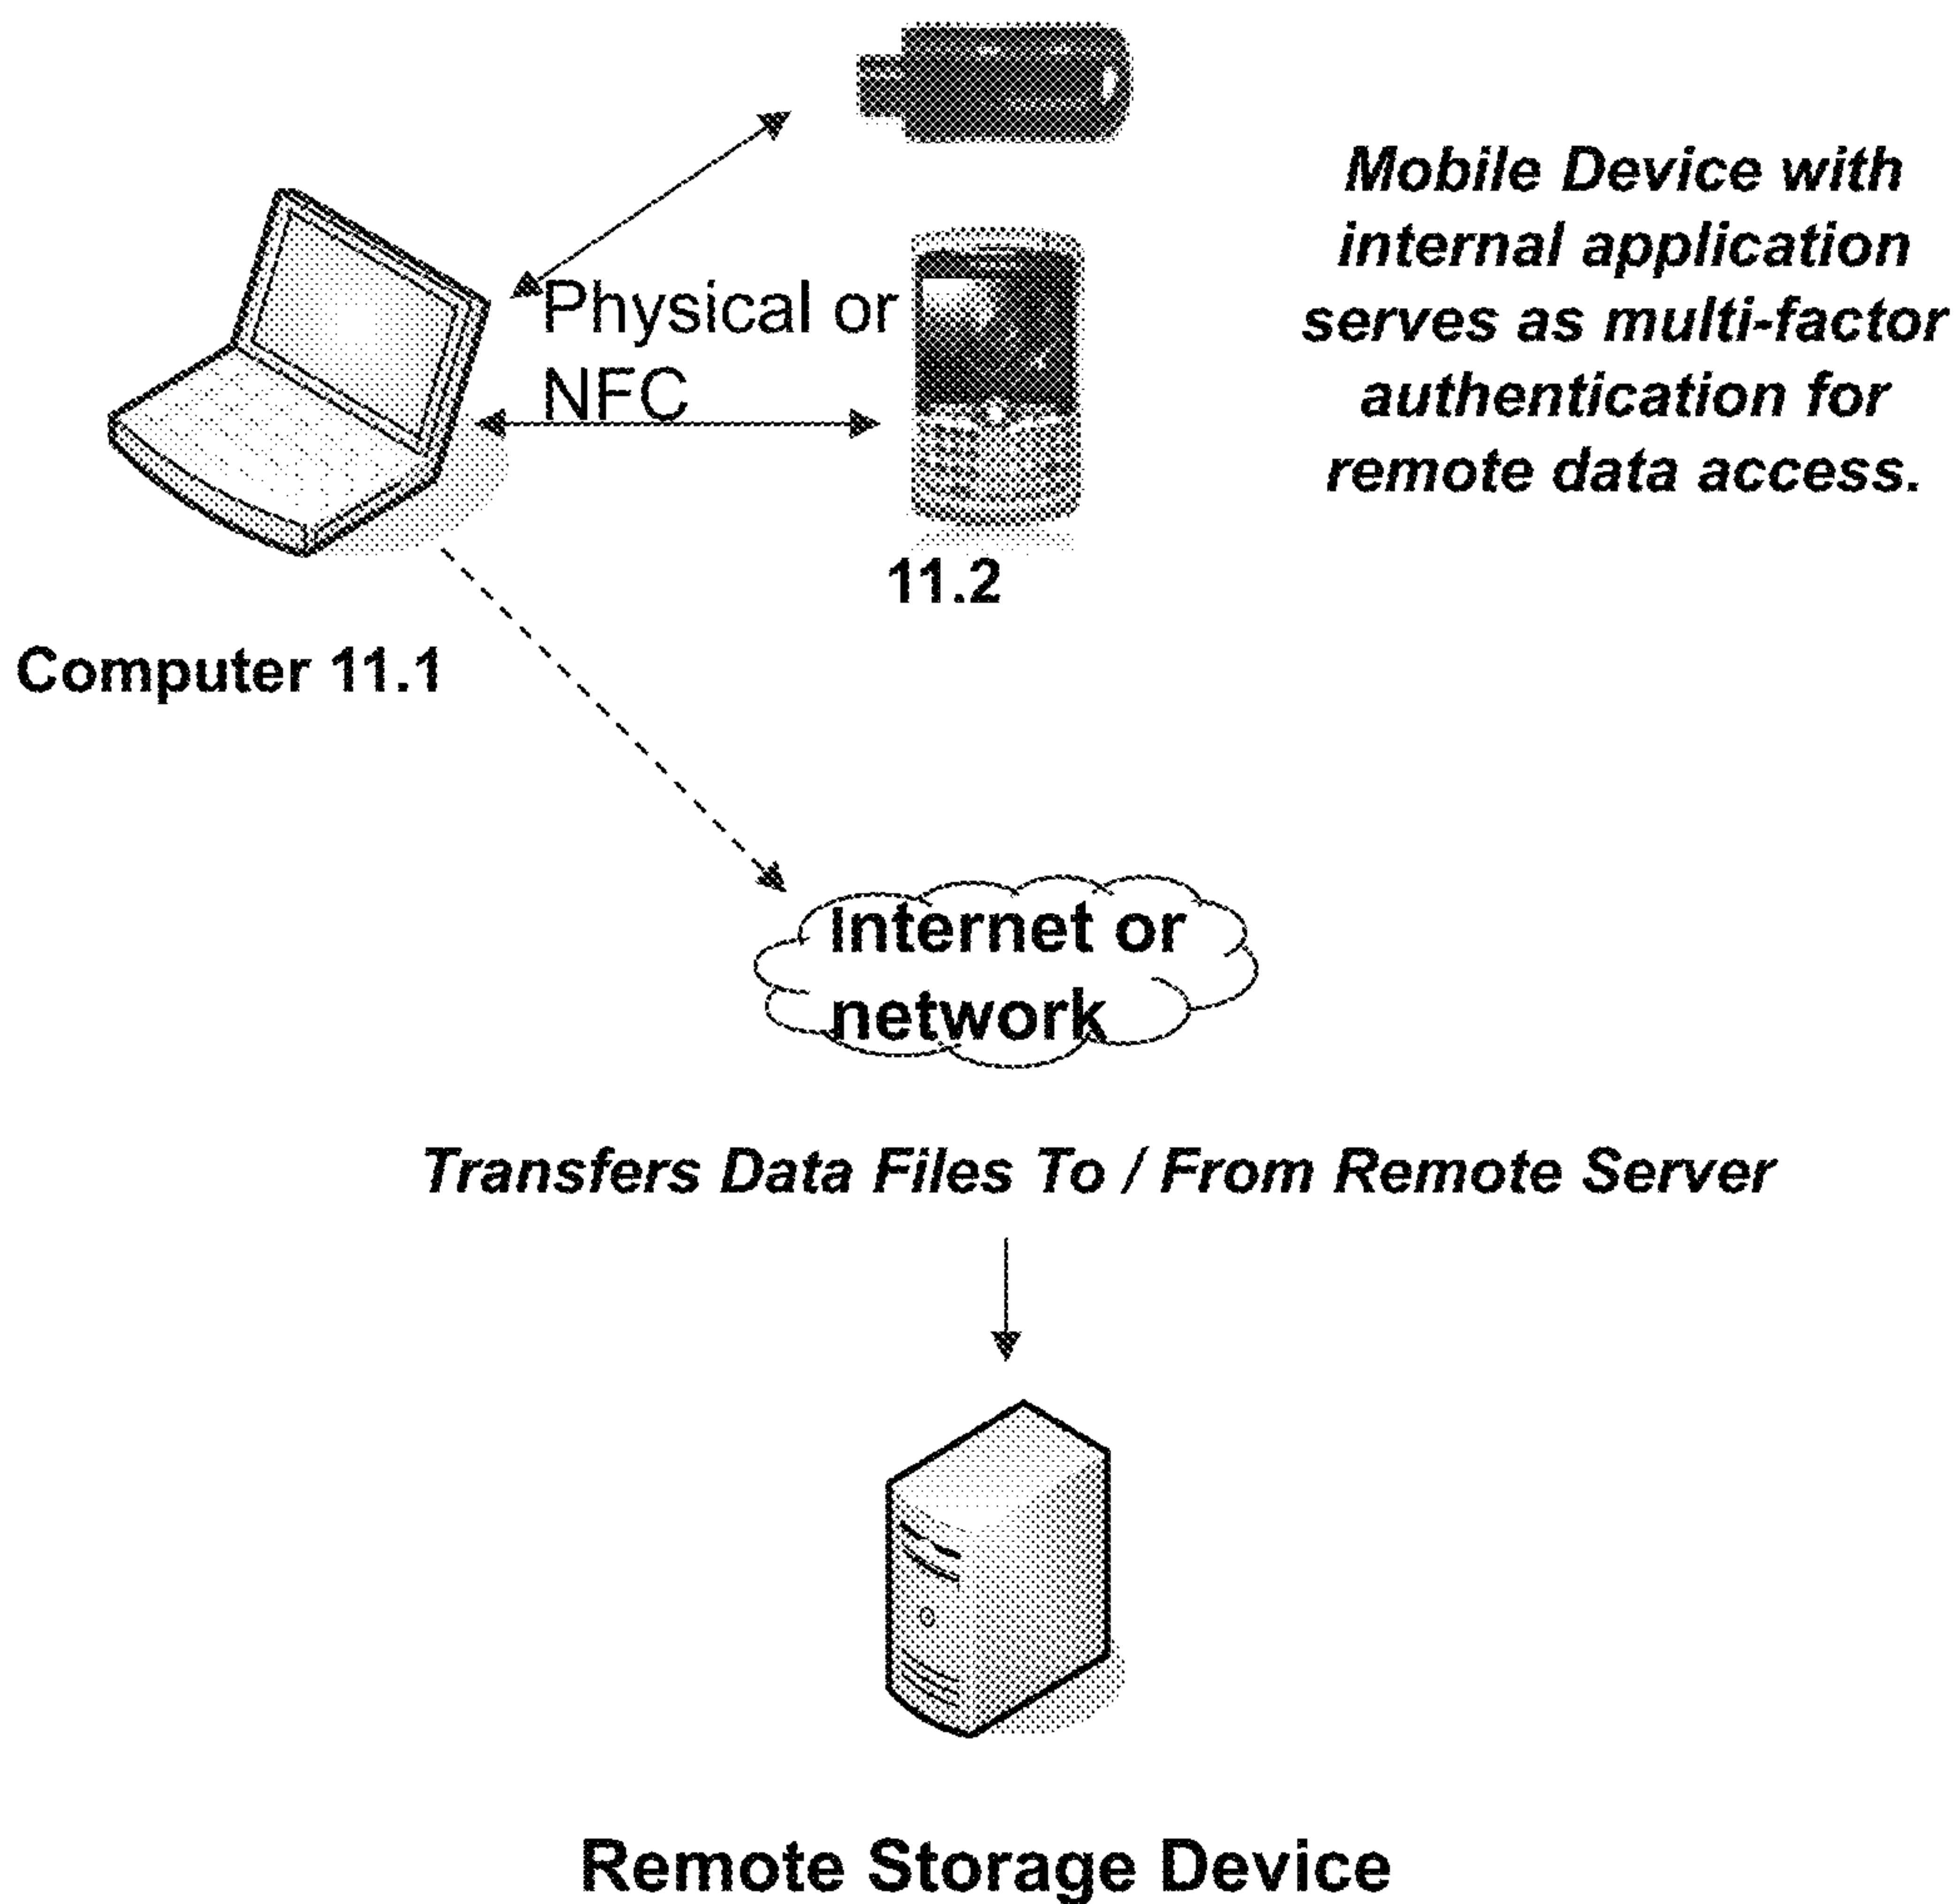 Mobile Device with
internal application
serves as multi-factor
authentication for
remote data access.
Physical or
NFC
11.2
Computer 11.1
Internet or
network
Transfers Data Files To / From Remote Server
Remote Storage Device